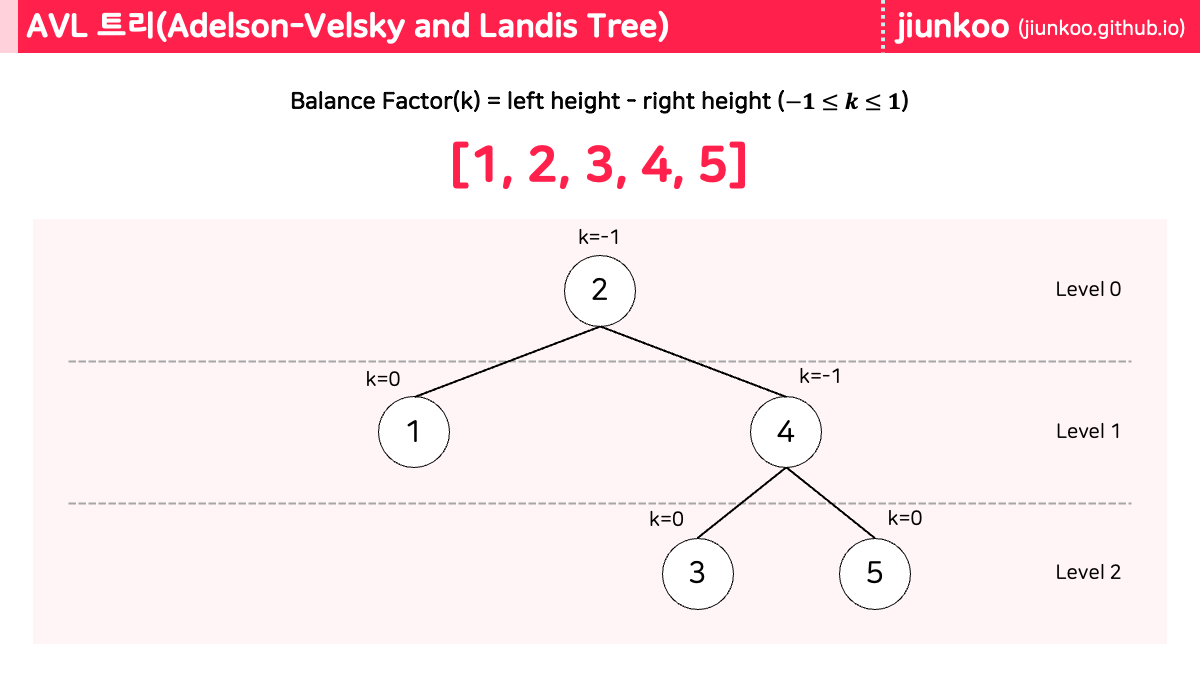 AVL 트리(Adelson-Velsky and Landis Tree)
jiunkoo (jiunkoo.github.io)
Balance Factor(k) = left height - right height (−1 ≤ k ≤ 1)
[1, 2, 3, 4, 5]
k=-1
2
Level 0
k=0
k=-1
1
4
Level 1
k=0
k=0
3
5
Level 2